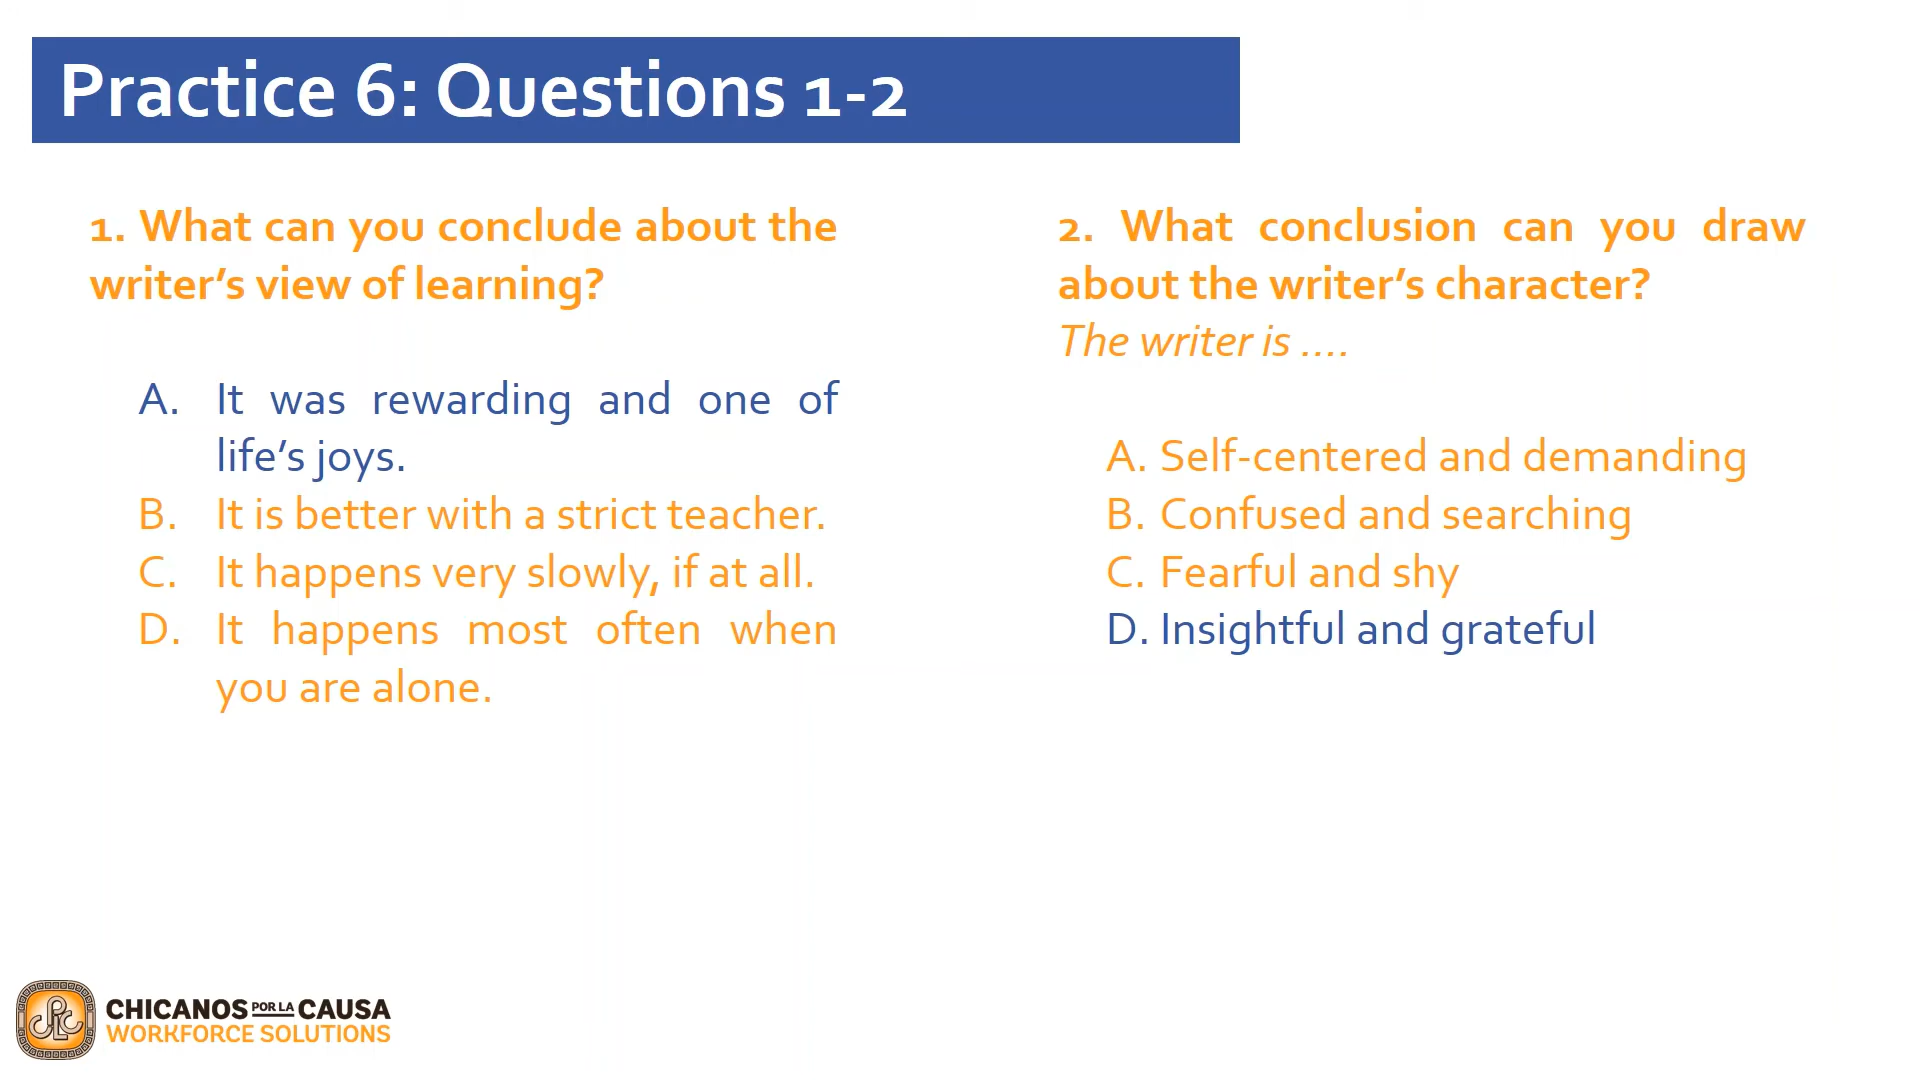 Practice 6: Questions 1-2
1. What can you conclude about the
writer's view of learning?
A. It was rewarding and one of
life's joys.
B. It is better with a strict teacher.
C. It happens very slowly, if at all.
D. It happens most often when
you are alone.
2. What conclusion can you draw
about the writer's character?
The writer is ....
A. Self-centered and demanding
B. Confused and searching
C. Fearful and shy
D. Insightful and grateful
CPLC
CHICANOS POR LA CAUSA
WORKFORCE SOLUTIONS